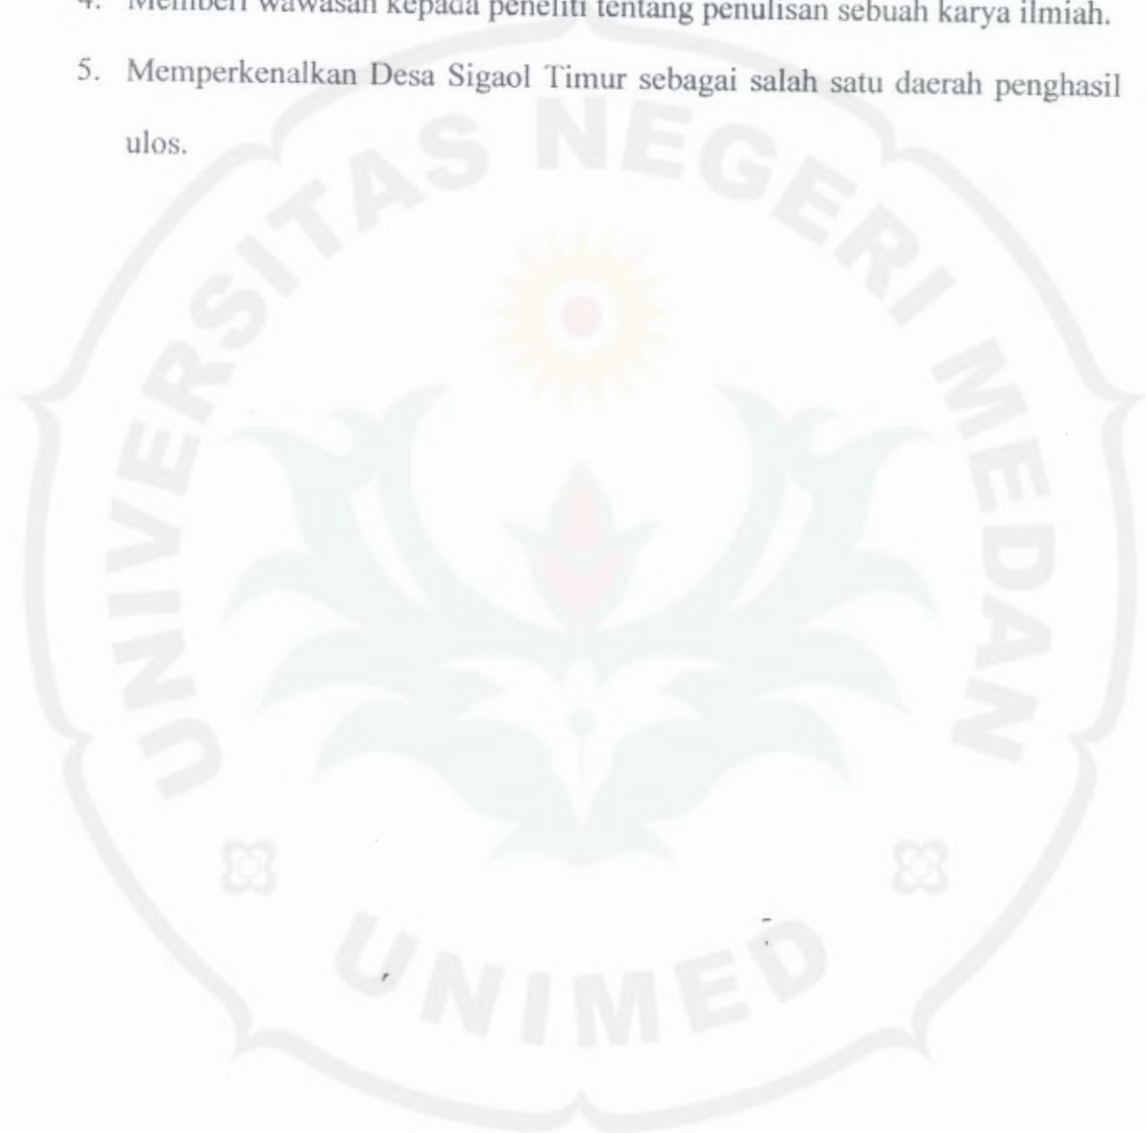 4. Memberi wawasan kepada peneliti tentang penulisan sebuah karya ilmiah.
5. Memperkenalkan Desa Sigaol Timur sebagai salah satu daerah penghasil
ulos.
UNIVERSITAS NEGERI MEDAN
UNIMED